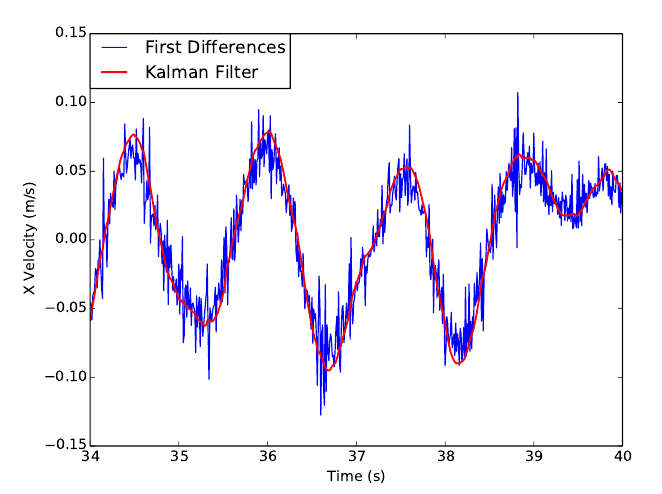 0.15
First Differences
Kalman Filter
0.10
0.05
0.00
−0.05
−0.10
−0.15
X Velocity (m/s)
34 35 36 37 38 39 40
Time (s)